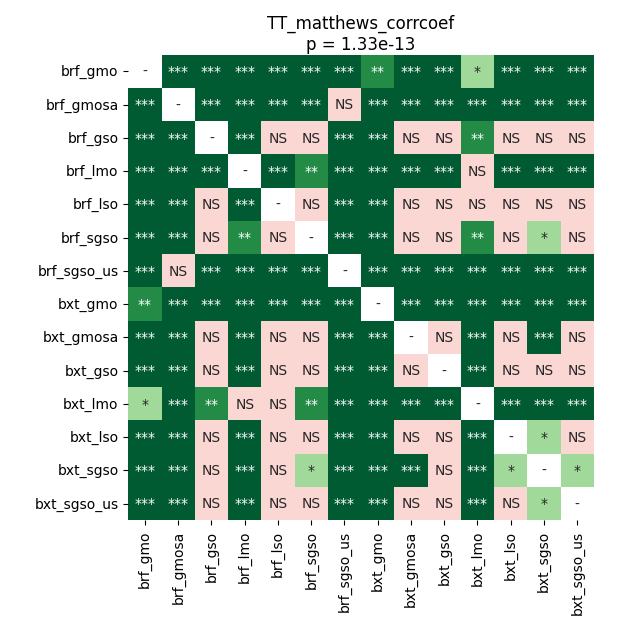 TT_matthews_corrcoef
p = 1.33e-13
brf_gmo - *** *** *** *** *** *** ** *** *** * *** *** ***
brf_gmosa *** - *** *** *** *** NS *** *** *** *** *** *** ***
brf_gso *** *** - *** NS NS *** *** NS NS ** NS NS NS
brf_lmo *** *** *** - *** ** *** *** *** *** NS *** *** ***
brf_lso *** *** NS *** - NS *** *** NS NS NS NS NS NS
brf_sgso *** *** NS ** NS - *** *** NS NS ** NS * NS
brf_sgso_us *** NS *** *** *** *** - *** *** *** *** *** *** ***
bxt_gmo ** *** *** *** *** *** *** - *** *** *** *** *** ***
bxt_gmosa *** *** NS *** NS NS *** *** - NS *** NS *** NS
bxt_gso *** *** NS *** NS NS *** *** NS - *** NS NS NS
bxt_lmo * *** ** NS NS ** *** *** *** *** - *** *** ***
bxt_lso *** *** NS *** NS NS *** *** NS NS *** - * NS
bxt_sgso *** *** NS *** NS * *** *** *** NS *** * - *
bxt_sgso_us *** *** NS *** NS NS *** *** NS NS *** NS * -
brf_gmo brf_gmosa brf_gso brf_lmo brf_lso brf_sgso brf_sgso_us bxt_gmo bxt_gmosa bxt_gso bxt_lmo bxt_lso bxt_sgso bxt_sgso_us